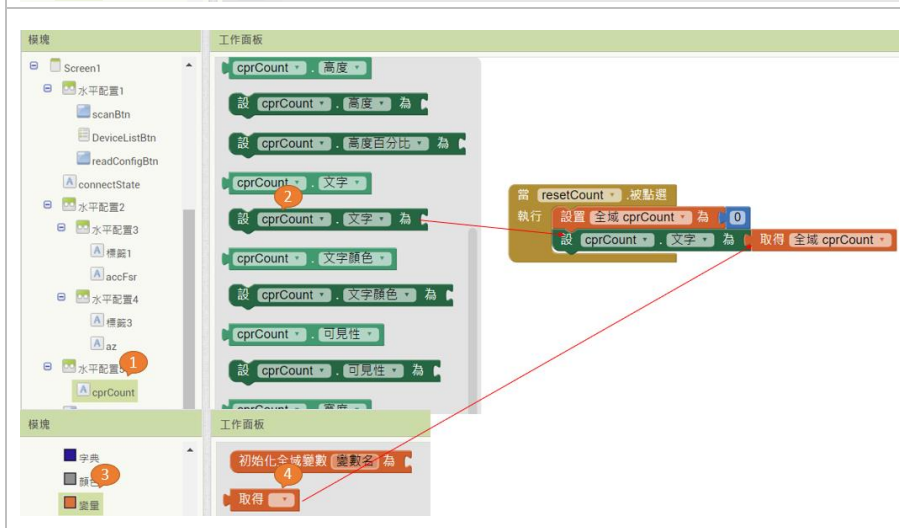 模塊
工作面板
Screen1
水平配置1
scanBtn
DeviceListBtn
readConfigBtn
connectState
水平配置2
水平配置3
標籤1
accFsr
水平配置4
標籤3
az
水平配置
1
cprCount
cprCount . 高度
設 cprCount . 高度 為
設 cprCount . 高度百分比 為
cprCount . 文字
2
設 cprCount . 文字 為
cprCount . 文字顏色
設 cprCount . 文字顏色 為
cprCount . 可見性
設 cprCount . 可見性 為
cprCount . 寬度
當 resetCount .被點選
執行 設置 全域 cprCount 為 0
設 cprCount . 文字 為 取得 全域 cprCount
模塊
工作面板
字典
3
變量
初始化全域變數 變數名 為
4
取得